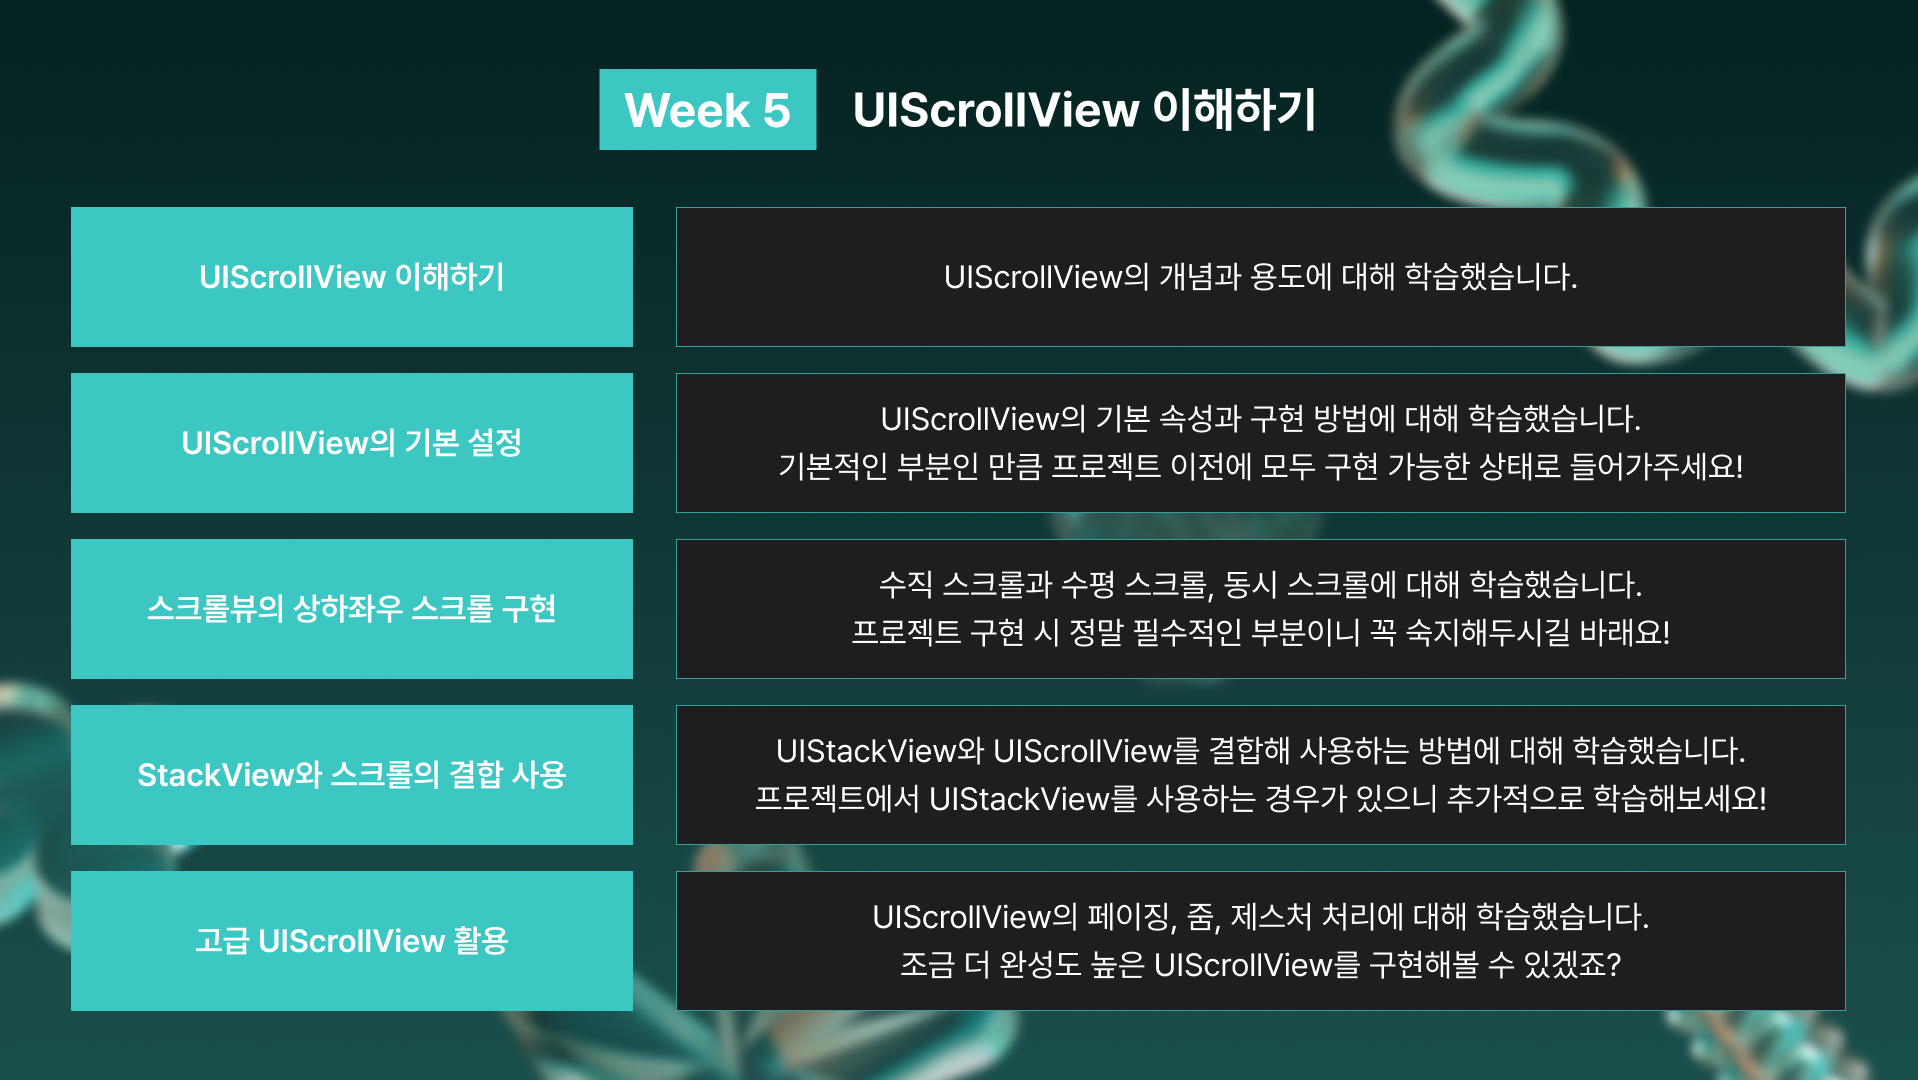 Week 5
UIScrollView 이해하기
UIScrollView 이해하기
UIScrollView의 개념과 용도에 대해 학습했습니다.
UIScrollView의 기본 설정
UIScrollView의 기본 속성과 구현 방법에 대해 학습했습니다.
기본적인 부분인 만큼 프로젝트 이전에 모두 구현 가능한 상태로 들어가주세요!
스크롤뷰의 상하좌우 스크롤 구현
수직 스크롤과 수평 스크롤, 동시 스크롤에 대해 학습했습니다.
프로젝트 구현 시 정말 필수적인 부분이니 꼭 숙지해두시길 바래요!
StackView와 스크롤의 결합 사용
UIStackView와 UIScrollView를 결합해 사용하는 방법에 대해 학습했습니다.
프로젝트에서 UIStackView를 사용하는 경우가 있으니 추가적으로 학습해보세요!
고급 UIScrollView 활용
UIScrollView의 페이징, 줌, 제스처 처리에 대해 학습했습니다.
조금 더 완성도 높은 UIScrollView를 구현해볼 수 있겠죠?